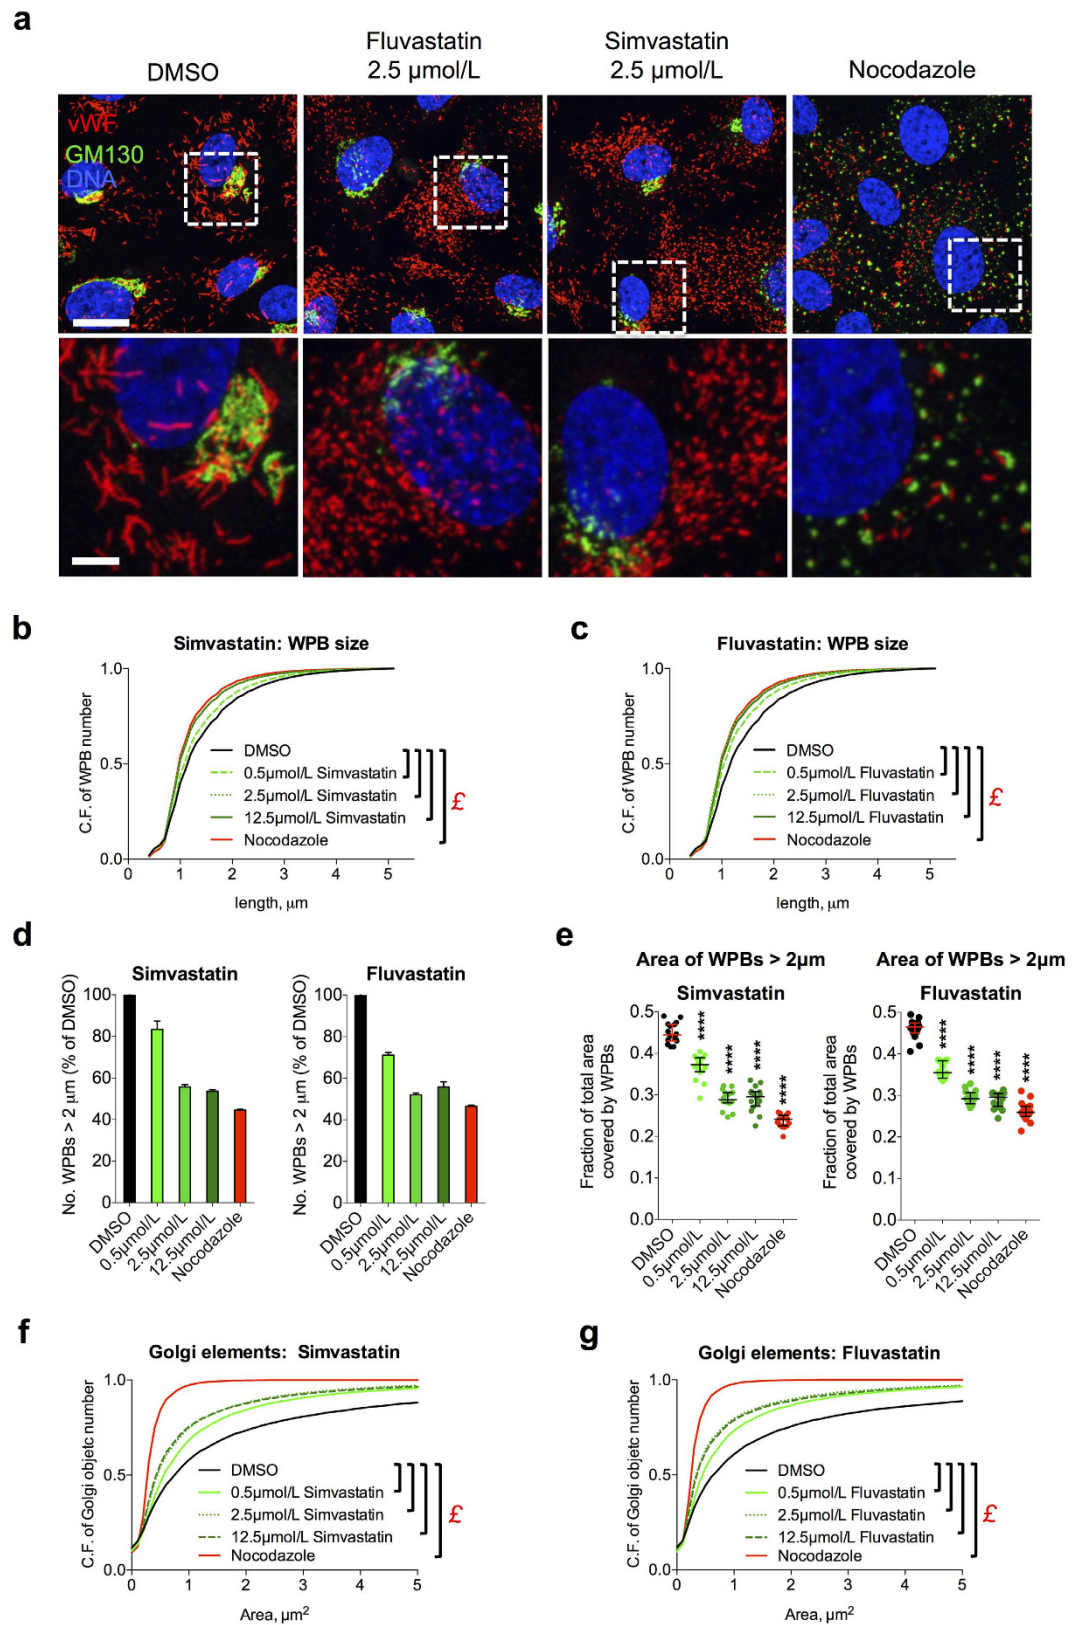 a
DMSO
Fluvastatin
2.5 µmol/L
Simvastatin
2.5 µmol/L
Nocodazole
vWF
GM130
DNA
b
Simvastatin: WPB size
C.F. of WPB number
1.0
0.5
0.0
DMSO
0.5µmol/L Simvastatin
2.5µmol/L Simvastatin
12.5µmol/L Simvastatin
Nocodazole
£
0 1 2 3 4 5
length, µm
c
Fluvastatin: WPB size
C.F. of WPB number
1.0
0.5
0.0
DMSO
0.5µmol/L Fluvastatin
2.5µmol/L Fluvastatin
12.5µmol/L Fluvastatin
Nocodazole
£
0 1 2 3 4 5
length, µm
d
Simvastatin
No. WPBs > 2 µm (% of DMSO)
100
80
60
40
20
0
DMSO
0.5µmol/L
2.5µmol/L
12.5µmol/L
Nocodazole
Fluvastatin
No. WPBs > 2 µm (% of DMSO)
100
80
60
40
20
0
DMSO
0.5µmol/L
2.5µmol/L
12.5µmol/L
Nocodazole
e
Area of WPBs > 2µm
Simvastatin
Fraction of total area
covered by WPBs
0.5
0.4
0.3
0.2
0.1
0.0
****
****
****
****
DMSO
0.5µmol/L
2.5µmol/L
12.5µmol/L
Nocodazole
Area of WPBs > 2µm
Fluvastatin
Fraction of total area
covered by WPBs
0.5
0.4
0.3
0.2
0.1
0.0
****
****
****
****
DMSO
0.5µmol/L
2.5µmol/L
12.5µmol/L
Nocodazole
f
Golgi elements: Simvastatin
C.F. of Golgi objetc number
1.0
0.5
0.0
DMSO
0.5µmol/L Simvastatin
2.5µmol/L Simvastatin
12.5µmol/L Simvastatin
Nocodazole
£
0 1 2 3 4 5
Area, µm²
g
Golgi elements: Fluvastatin
C.F. of Golgi objetc number
1.0
0.5
0.0
DMSO
0.5µmol/L Fluvastatin
2.5µmol/L Fluvastatin
12.5µmol/L Fluvastatin
Nocodazole
£
0 1 2 3 4 5
Area, µm²